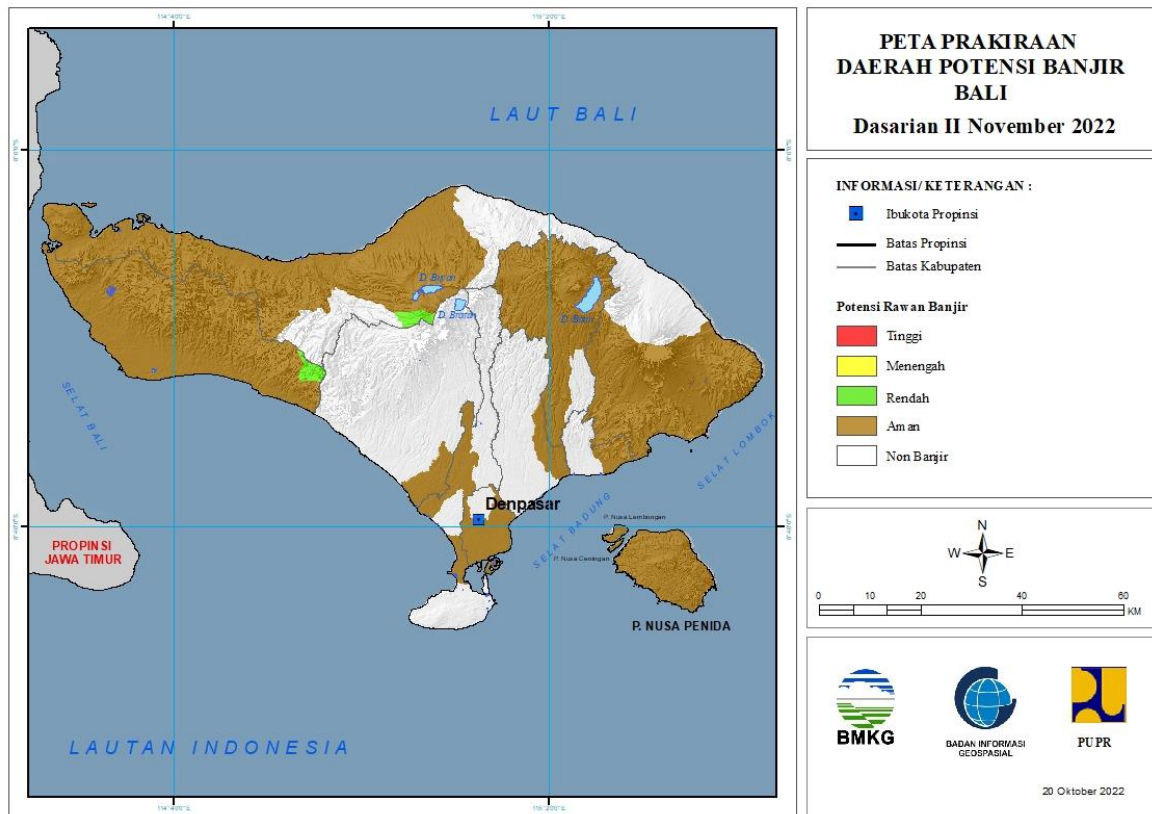 PETA PRAKIRAAN
DAERAH POTENSI BANJIR
BALI
Dasarian II November 2022
INFORMASI/ KETERANGAN :
Ibukota Propinsi
Batas Propinsi
Batas Kabupaten
Potensi Rawan Banjir
Tinggi
Menengah
Rendah
Aman
Non Banjir
N
W E
S
0 10 20 40 60
KM
BMKG
BADAN INFORMASI
GEOSPASIAL
PUPR
20 Oktober 2022
LAUT BALI
D. Buyan
D. Bratan
D. Batur
SELAT BALI
SELAT LOMBOK
Denpasar
SELAT BADUNG
P. Nusa Lembongan
P. Nusa Ceningan
PROPINSI
JAWA TIMUR
P. NUSA PENIDA
LAUTAN INDONESIA